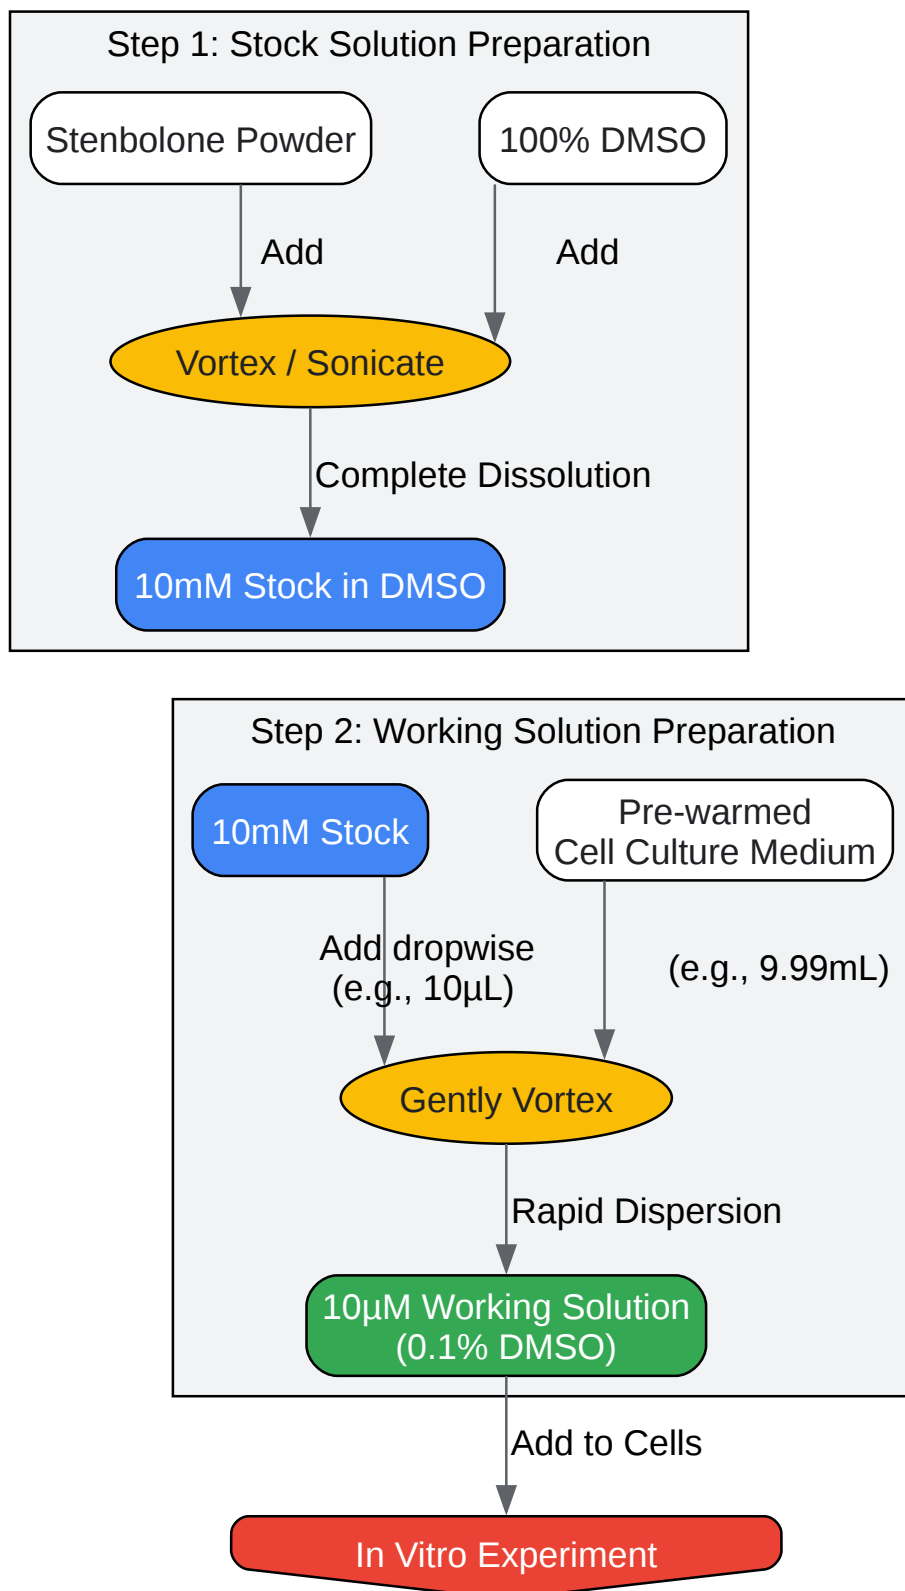 Step 1: Stock Solution Preparation
Stenbolone Powder
100% DMSO
Add
Add
Vortex / Sonicate
Complete Dissolution
10mM Stock in DMSO
Step 2: Working Solution Preparation
10mM Stock
Pre-warmed
Cell Culture Medium
Add dropwise
(e.g., 10µL)
(e.g., 9.99mL)
Gently Vortex
Rapid Dispersion
10µM Working Solution
(0.1% DMSO)
Add to Cells
In Vitro Experiment